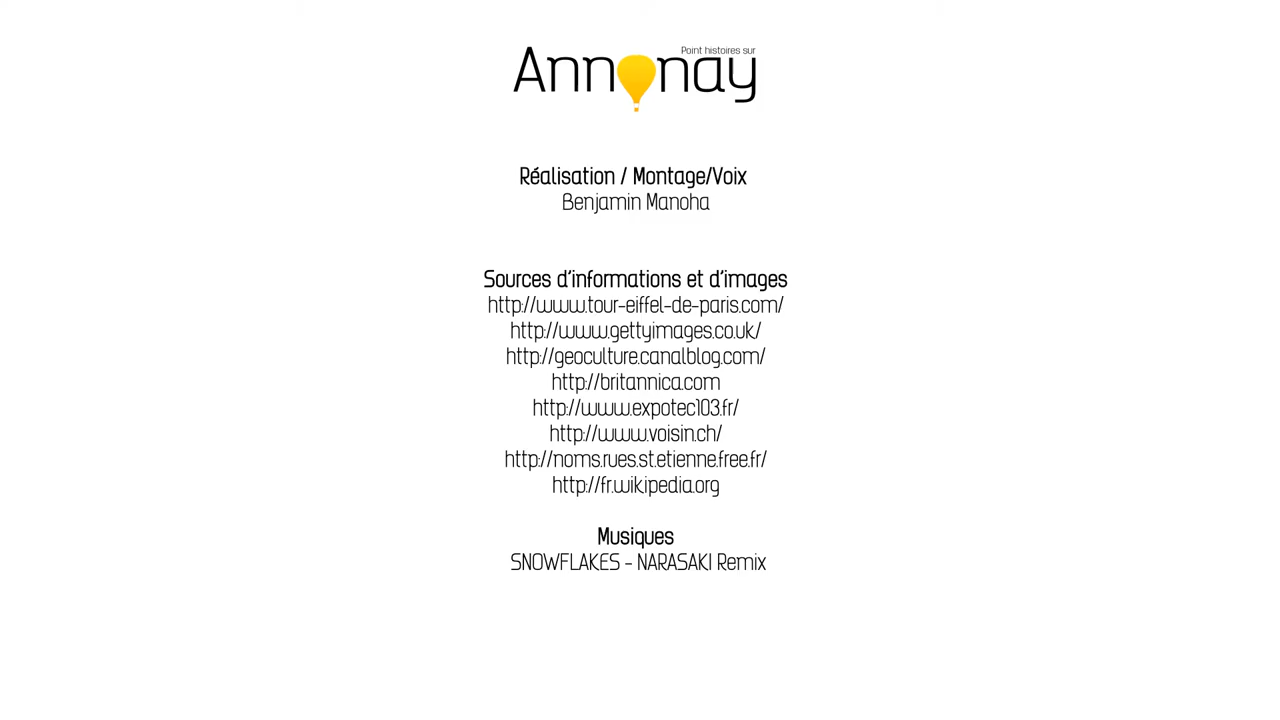 Point histoires sur
Annonay
Réalisation / Montage/Voix
Benjamin Manoha
Sources d'informations et d'images
http://www.tour-eiffel-de-paris.com/
http://www.gettyimages.co.uk/
http://geoculture.canalblog.com/
http://britannica.com
http://www.expotec103.fr/
http://www.voisin.ch/
http://noms.rues.st.etienne.free.fr/
http://fr.wikipedia.org
Musiques
SNOWFLAKES - NARASAKI Remix